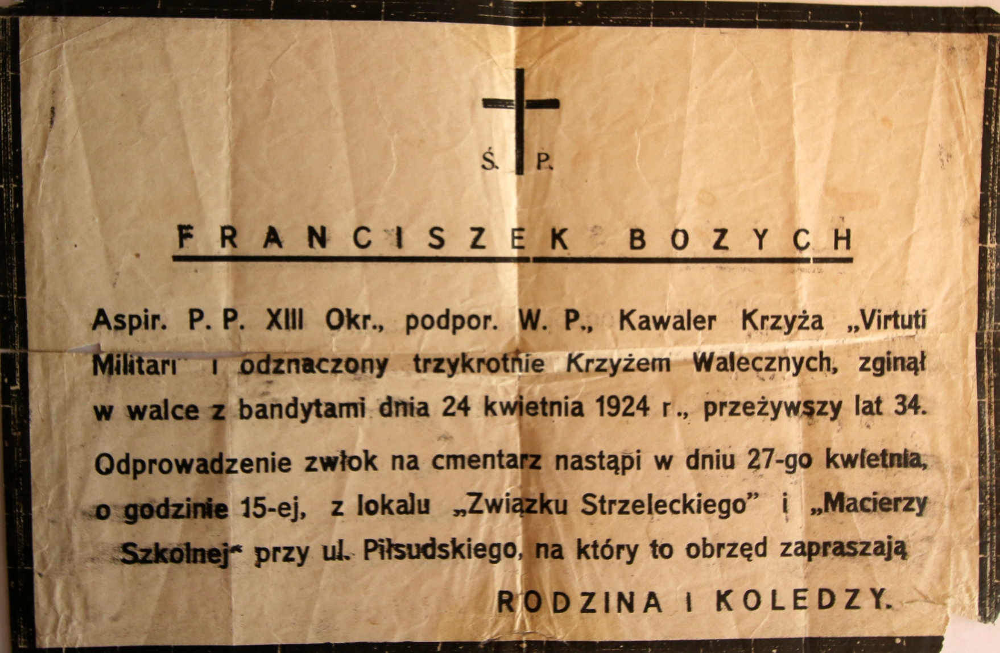 Ś. P.
FRANCISZEK BOZYCH
Aspir. P. P. XIII Okr., podpor. W. P., Kawaler Krzyża „Virtuti
Militari" i odznaczony trzykrotnie Krzyżem Walecznych, zginął
w walce z bandytami dnia 24 kwietnia 1924 r., przeżywszy lat 34.
Odprowadzenie zwłok na cmentarz nastąpi w dniu 27-go kwietnia,
o godzinie 15-ej, z lokalu „Związku Strzeleckiego” i „Macierzy
Szkolnej“ przy ul. Piłsudskiego, na który to obrzęd zapraszają
RODZINA I KOLEDZY.